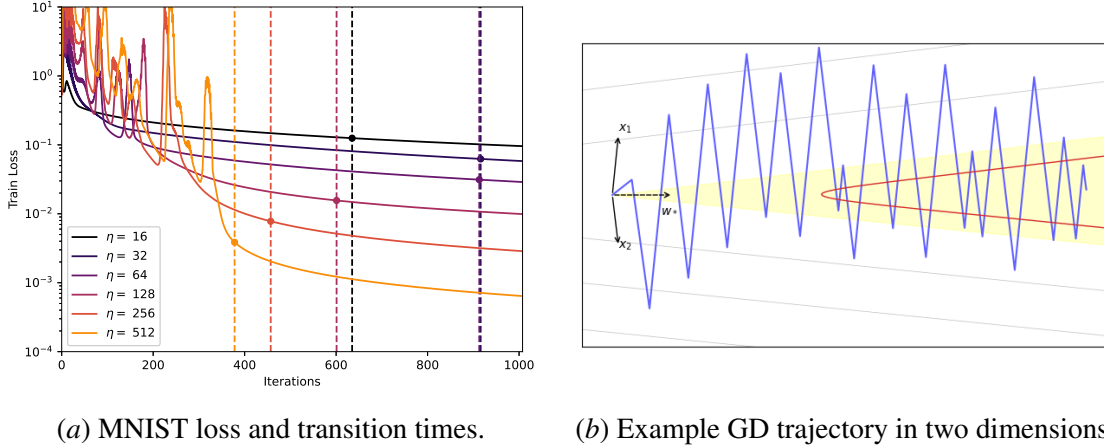 10¹
10⁰
10⁻¹
10⁻²
10⁻³
10⁻⁴
Train Loss
η = 16
η = 32
η = 64
η = 128
η = 256
η = 512
0 200 400 600 800 1000
Iterations
x₁
w*
x₂
(a) MNIST loss and transition times.
(b) Example GD trajectory in two dimensions